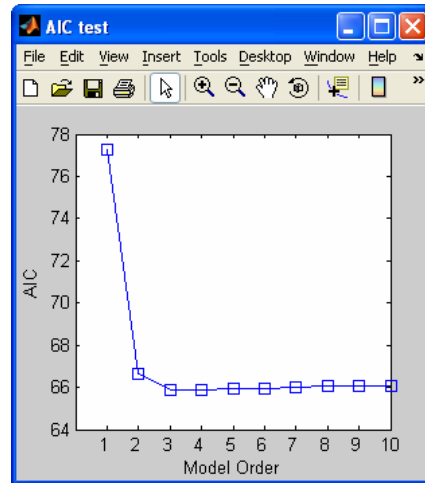 AIC test
File Edit View Insert Tools Desktop Window Help
78
76
74
72
70
68
66
64
AIC
1 2 3 4 5 6 7 8 9 10
Model Order